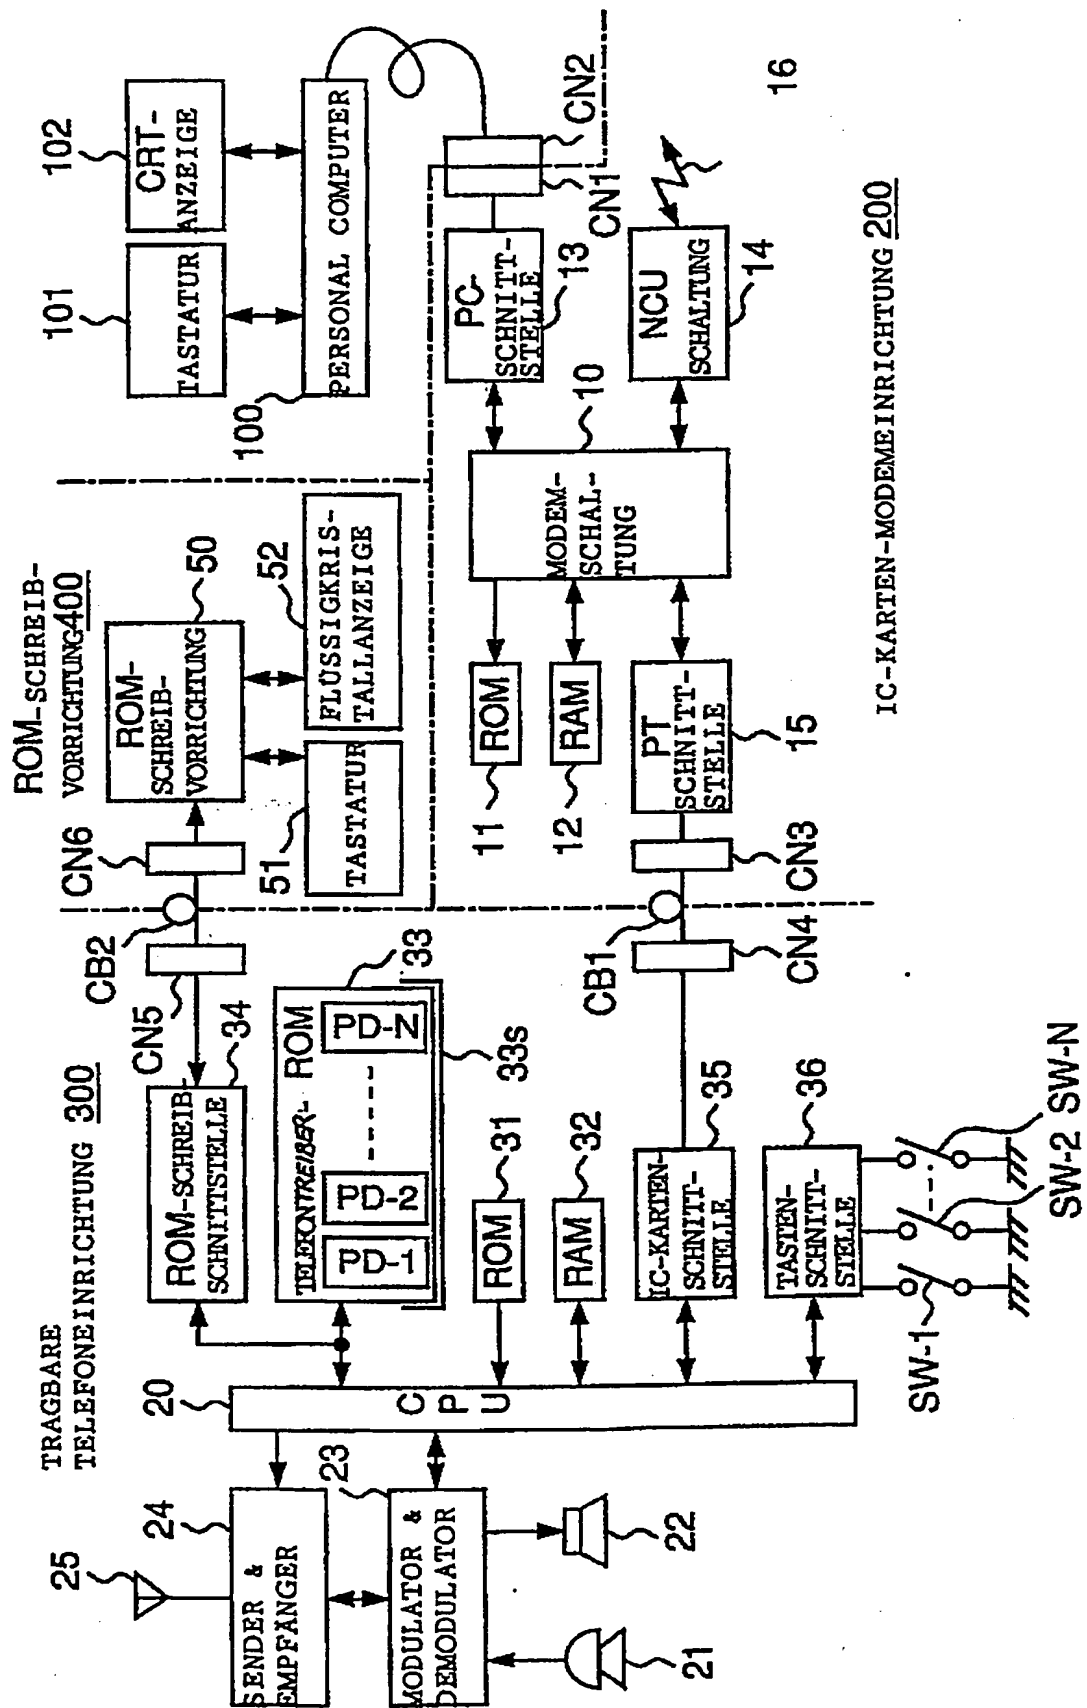 TRAGBARE
TELEFONEINRICHTUNG 300
25
24
SENDER &
EMPFÄNGER
23
MODULATOR &
DEMODULATOR
21
22
20
CPU
ROM-SCHREIB-
SCHNITTSTELLE
34
CN5
CB2
CN6
TELEFONTREIBER-
ROM
PD-1
PD-2
PD-N
33
33s
ROM
31
RAM
32
IC-KARTEN-
SCHNITT-
STELLE
35
TASTEN-
SCHNITT-
STELLE
36
SW-1
SW-2
SW-N
ROM-SCHREIB-
VORRICHTUNG 400
ROM-
SCHREIB-
VORRICHTUNG
50
51
TASTATUR
52
FLÜSSIGKRIS-
TALLANZEIGE
101
TASTATUR
102
CRT-
ANZEIGE
100
PERSONAL COMPUTER
CN2
CN1
PC-
SCHNITT-
STELLE
13
MODEM-
SCHAL-
TUNG
10
NCU
SCHALTUNG
14
16
ROM
11
RAM
12
PT
SCHNITT-
STELLE
15
CN3
CB1
CN4
IC-KARTEN-MODEMEINRICHTUNG 200